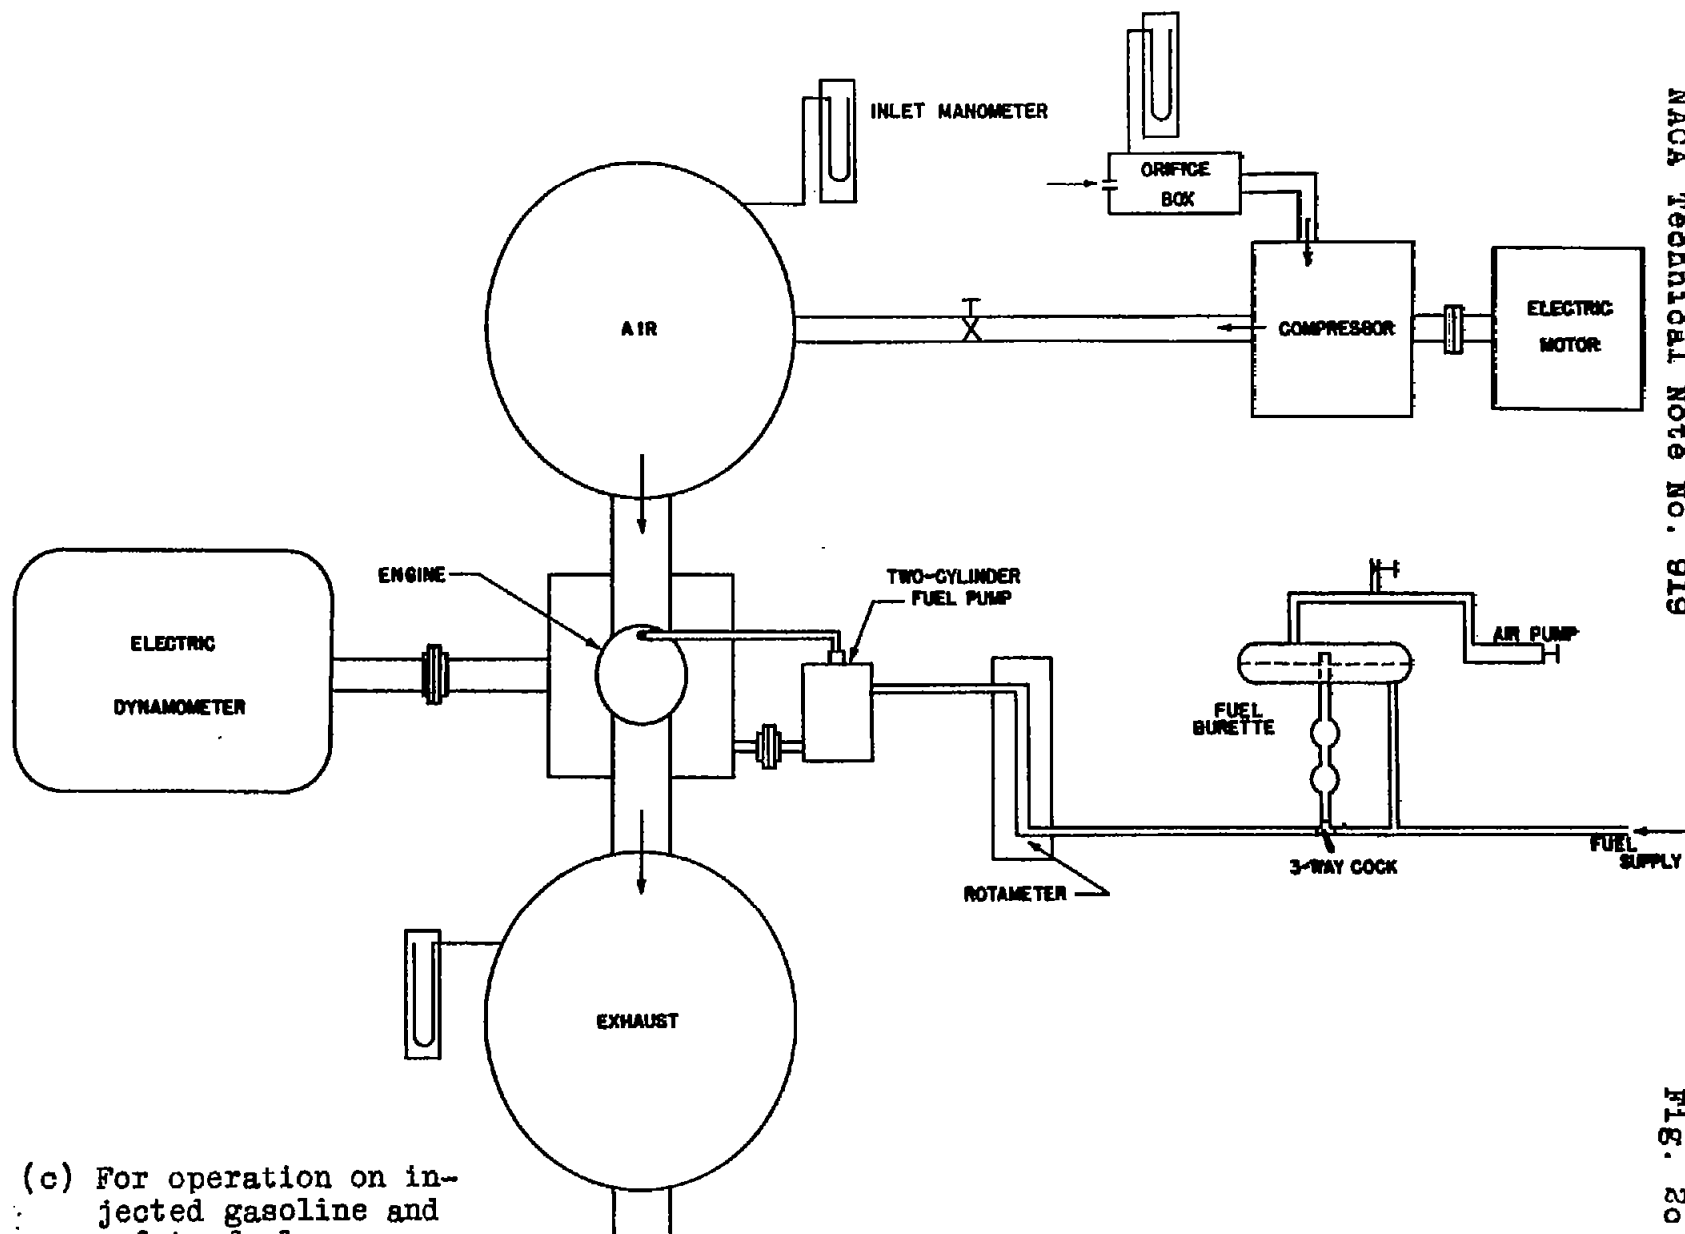 NACA Technical Note No. 919
INLET MANOMETER
ORIFICE
BOX
AIR
COMPRESSOR
ELECTRIC
MOTOR
ENGINE
TWO-CYLINDER
FUEL PUMP
ELECTRIC
DYNAMOMETER
AIR PUMP
FUEL
BURETTE
FUEL
SUPPLY
3-WAY COCK
ROTAMETER
EXHAUST
Fig. 2c
(c) For operation on in-
jected gasoline and